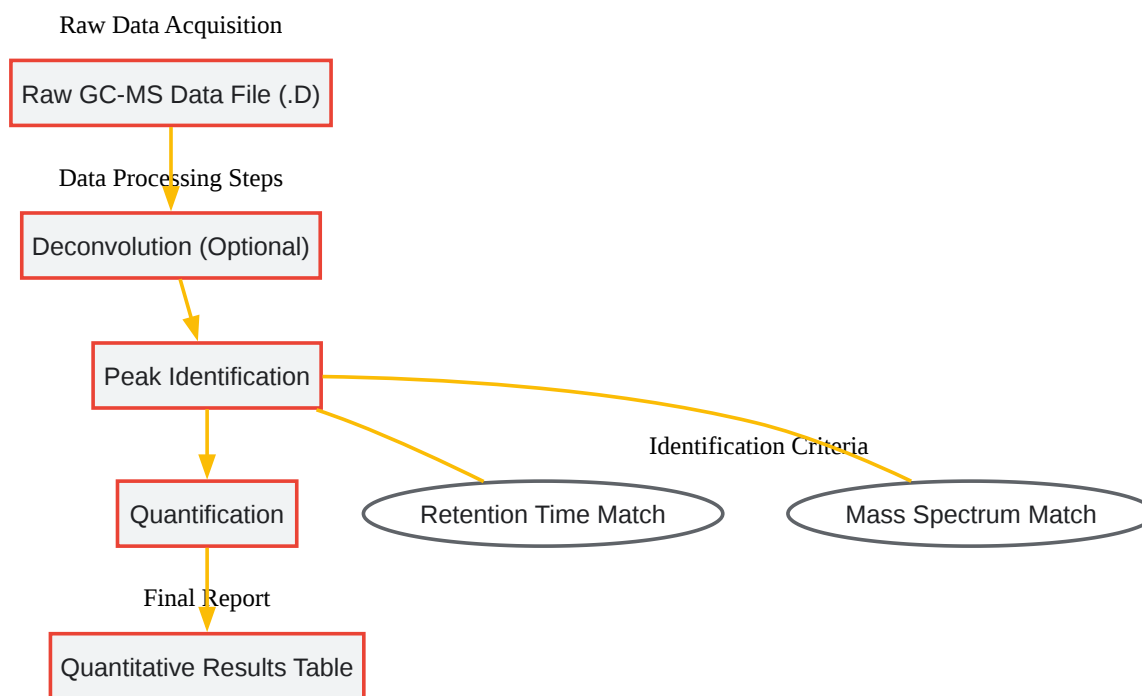 Raw Data Acquisition
Raw GC-MS Data File (.D)
Data Processing Steps
Deconvolution (Optional)
Peak Identification
Identification Criteria
Quantification
Retention Time Match
Mass Spectrum Match
Final Report
Quantitative Results Table